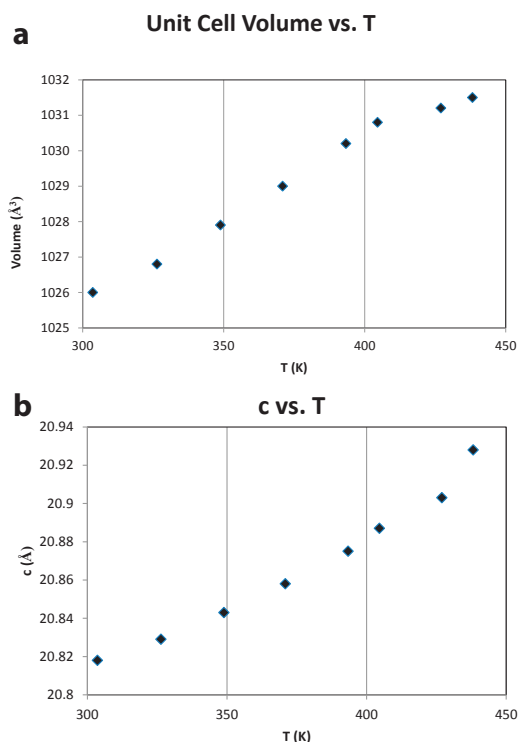 a
Unit Cell Volume vs. T
1032
1031
1030
1029
1028
1027
1026
1025
Volume (Å³)
300 350 400 450
T (K)
b
c vs. T
20.94
20.92
20.9
20.88
20.86
20.84
20.82
20.8
c (Å)
300 350 400 450
T (K)